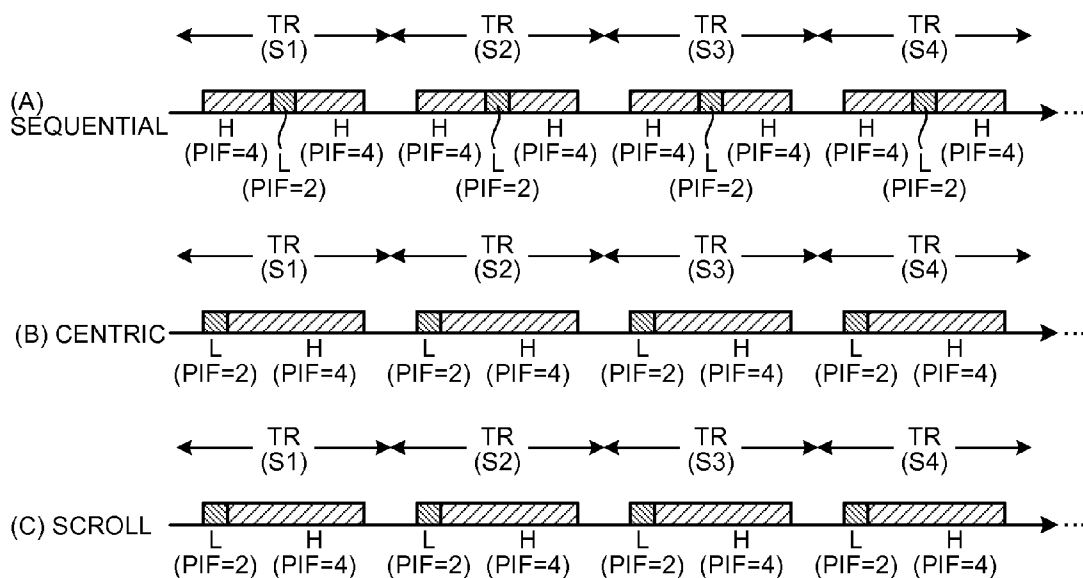 TR TR TR TR
(S1) (S2) (S3) (S4)
(A)
SEQUENTIAL
H H H H H H H H
(PIF=4) (PIF=4) (PIF=4) (PIF=4) (PIF=4) (PIF=4) (PIF=4) (PIF=4)
L L L L
(PIF=2) (PIF=2) (PIF=2) (PIF=2)
...
TR TR TR TR
(S1) (S2) (S3) (S4)
(B) CENTRIC
L H L H L H L H
(PIF=2) (PIF=4) (PIF=2) (PIF=4) (PIF=2) (PIF=4) (PIF=2) (PIF=4)
...
TR TR TR TR
(S1) (S2) (S3) (S4)
(C) SCROLL
L H L H L H L H
(PIF=2) (PIF=4) (PIF=2) (PIF=4) (PIF=2) (PIF=4) (PIF=2) (PIF=4)
...